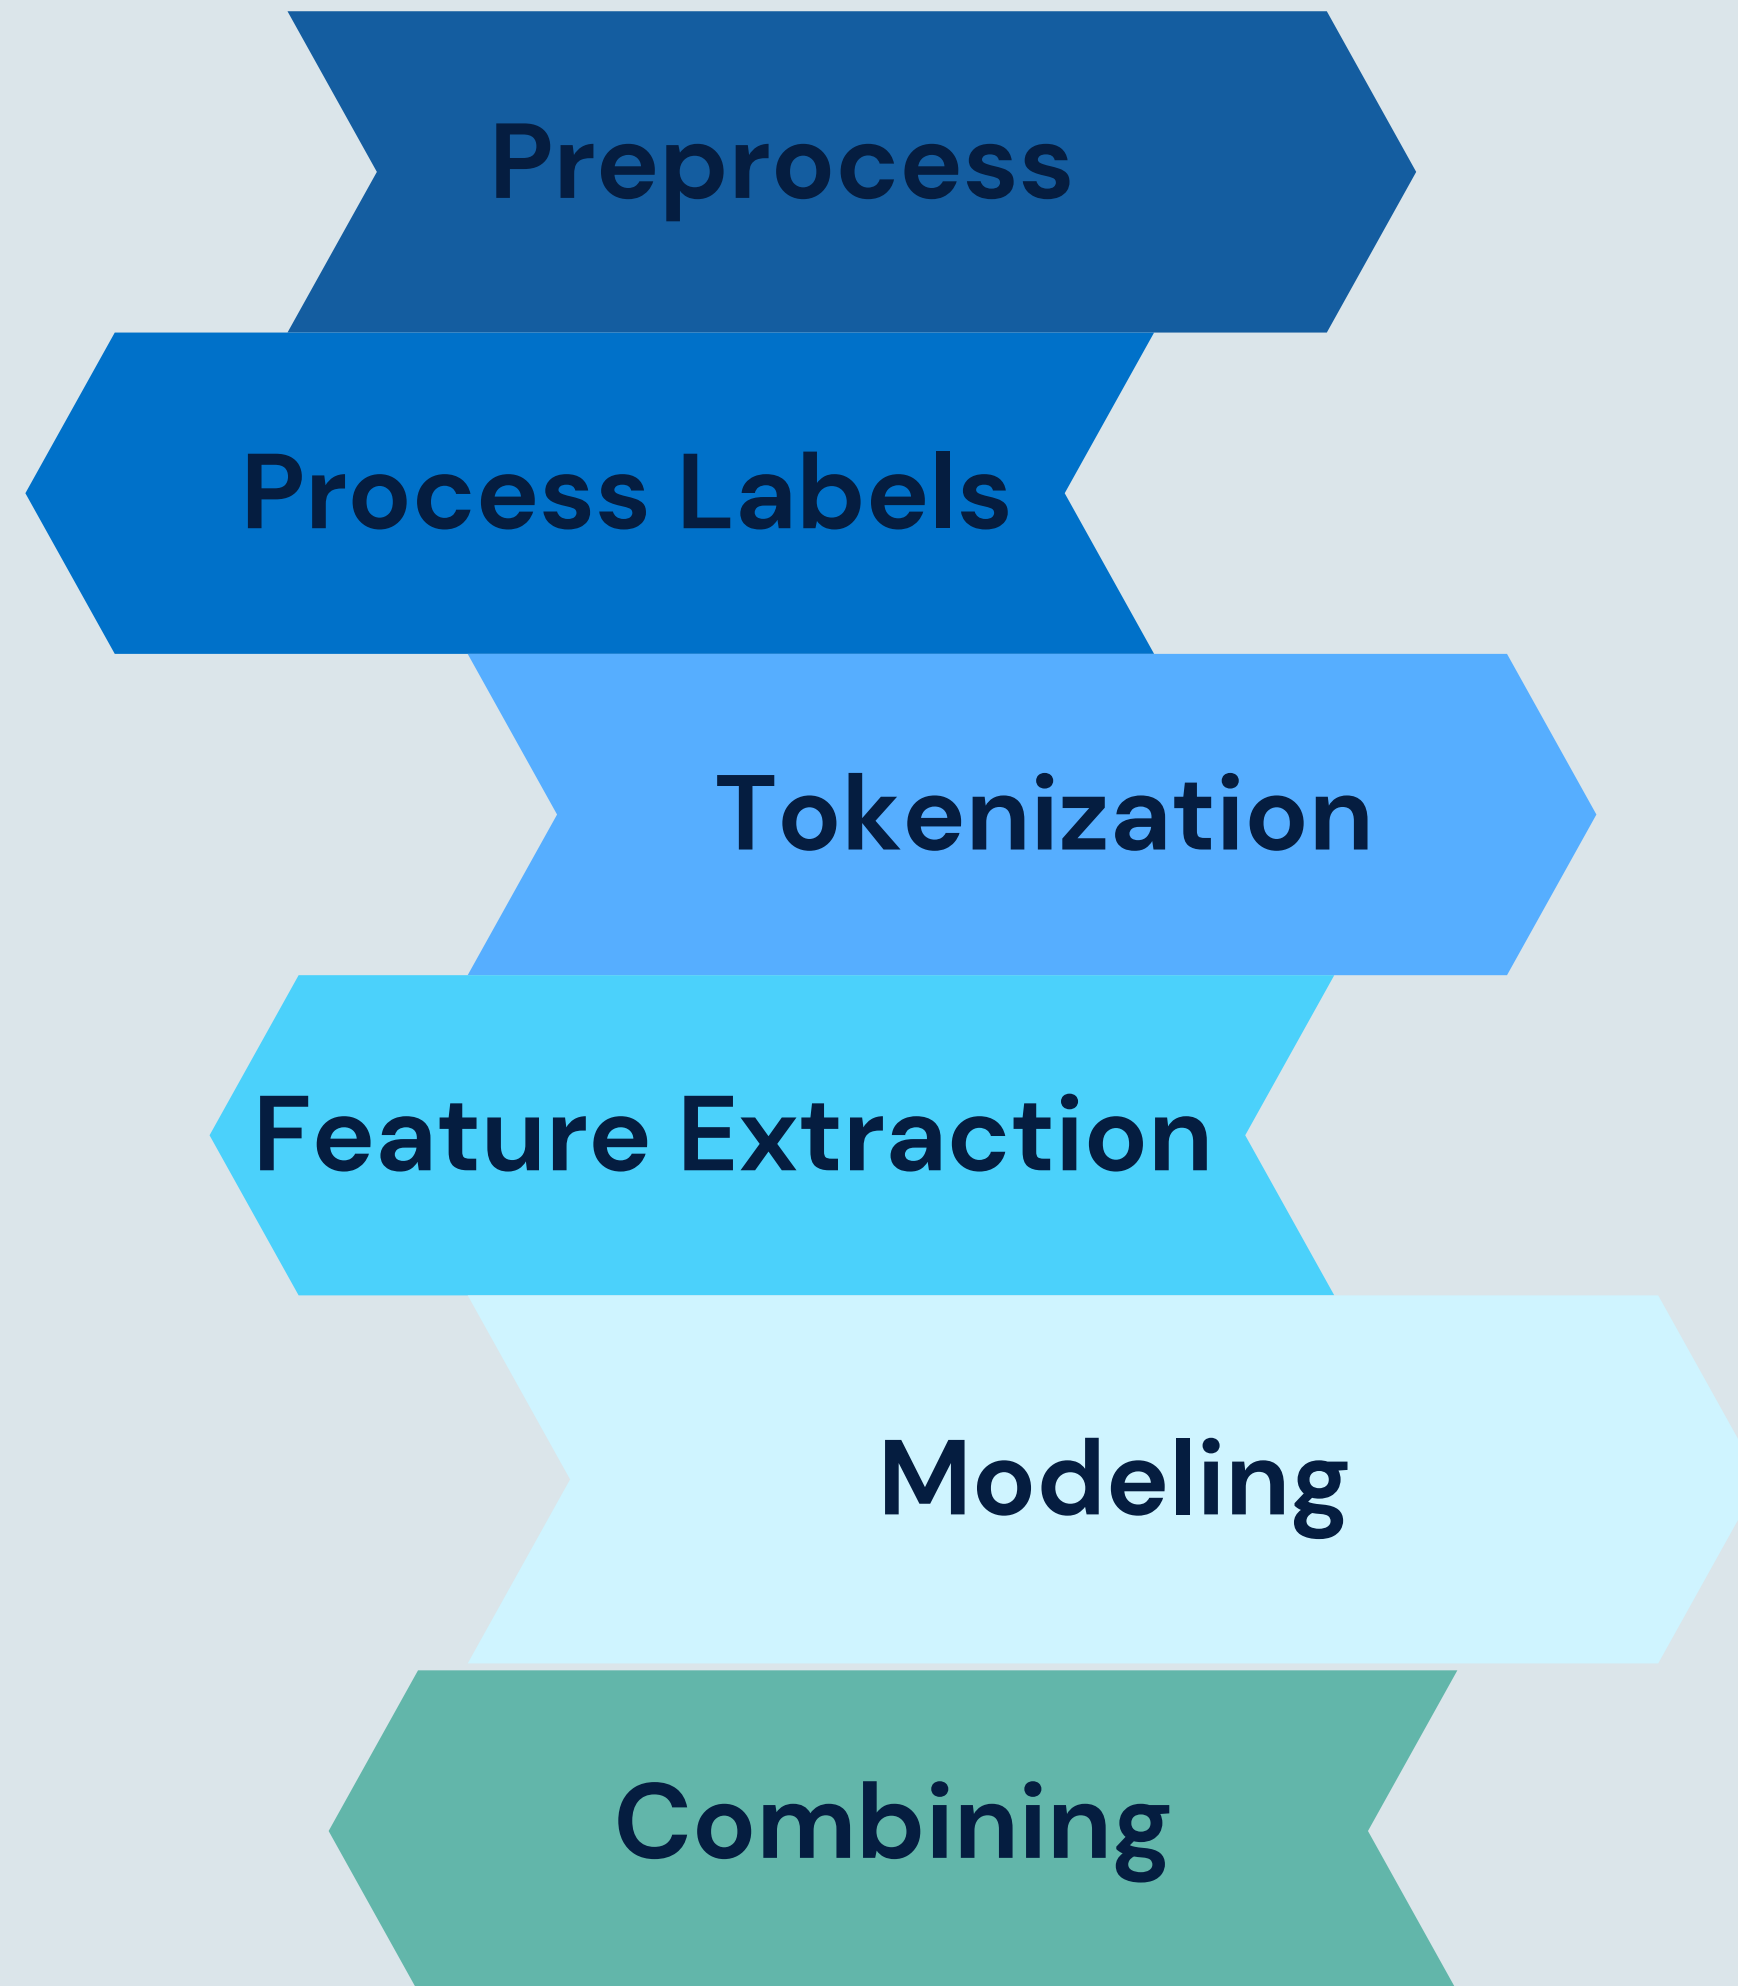 Preprocess
Process Labels
Tokenization
Feature Extraction
Modeling
Combining